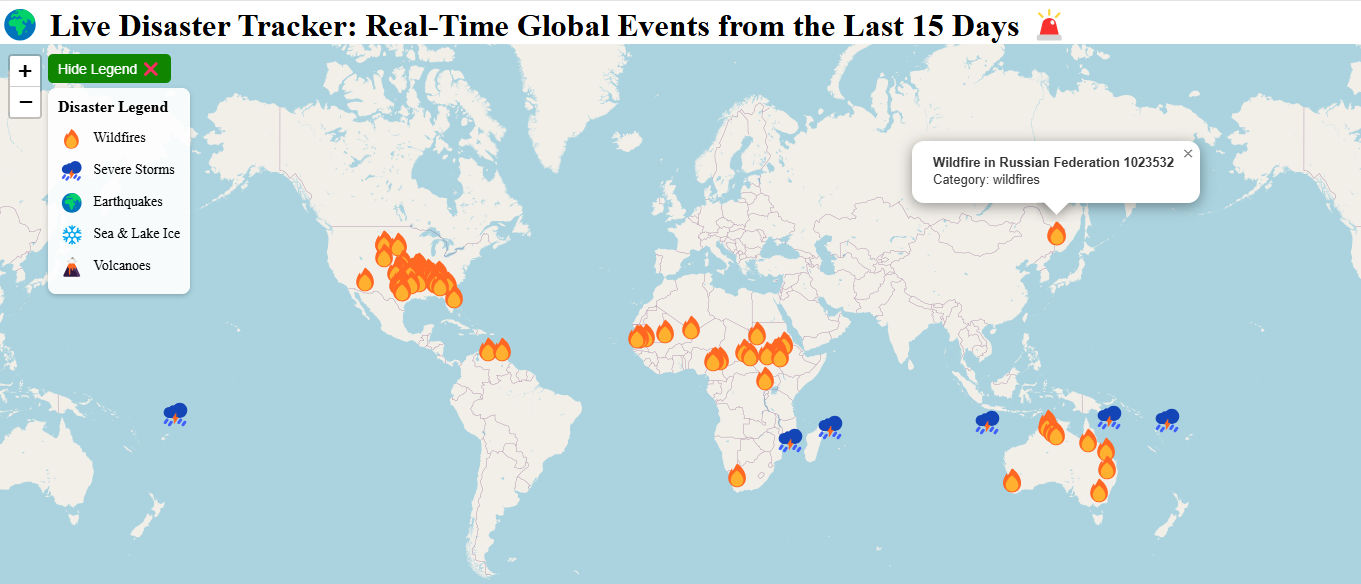 Live Disaster Tracker: Real-Time Global Events from the Last 15 Days
+
−
Hide Legend
Disaster Legend
Wildfires
Severe Storms
Earthquakes
Sea & Lake Ice
Volcanoes
Wildfire in Russian Federation 1023532
Category: wildfires
×